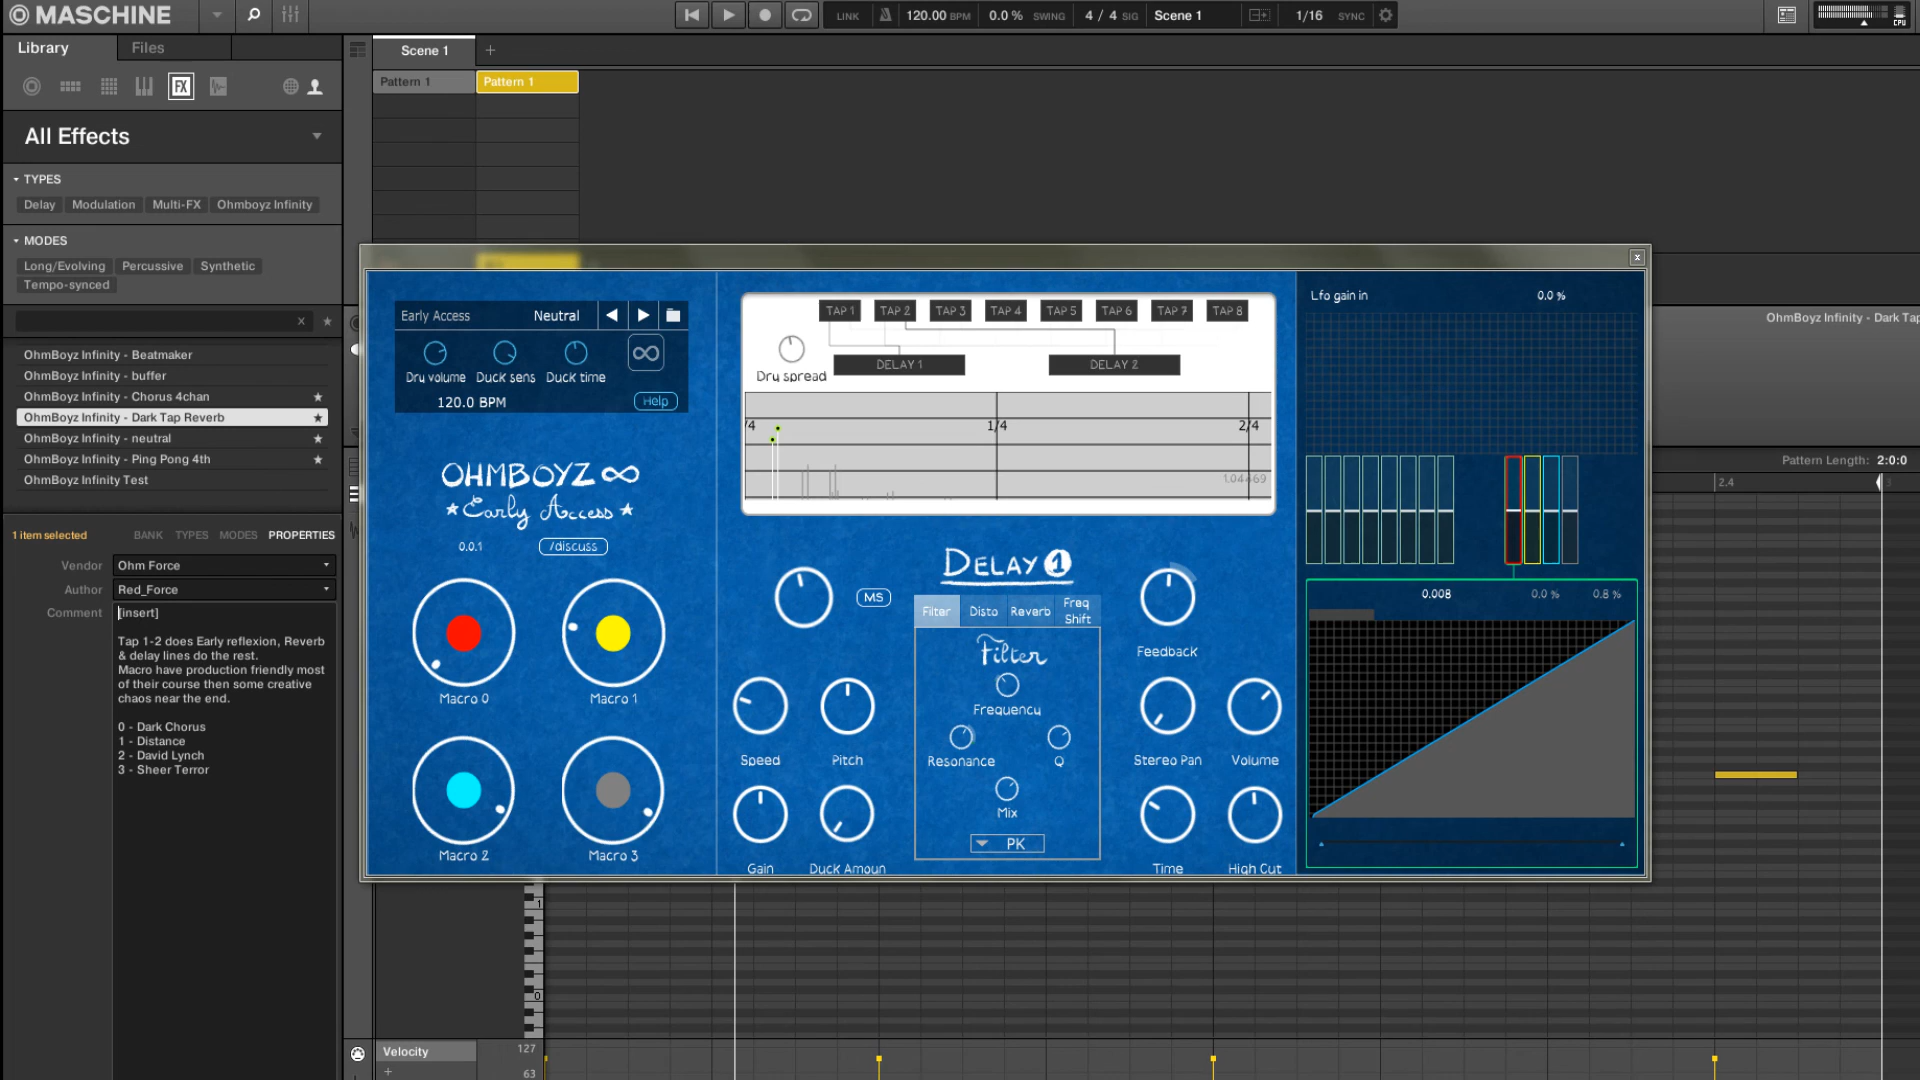 MASCHINE
LINK 120.00 BPM 0.0 % SWING 4 / 4 SIG Scene 1 1/16 SYNC
CPU
Library Files
Scene 1 +
FX
Pattern 1 Pattern 1
All Effects
TYPES
Delay Modulation Multi-FX Ohmboyz Infinity
MODES
Long/Evolving Percussive Synthetic
Tempo-synced
OhmBoyz Infinity - Beatmaker
OhmBoyz Infinity - buffer
OhmBoyz Infinity - Chorus 4chan
OhmBoyz Infinity - Dark Tap Reverb
OhmBoyz Infinity - neutral
OhmBoyz Infinity - Ping Pong 4th
OhmBoyz Infinity Test
1 item selected BANK TYPES MODES PROPERTIES
Vendor Ohm Force
Author Red_Force
Comment [insert]
Tap 1-2 does Early reflexion, Reverb
& delay lines do the rest.
Macro have production friendly most
of their course then some creative
chaos near the end.
0 - Dark Chorus
1 - Distance
2 - David Lynch
3 - Sheer Terror
Early Access Neutral
Dry volume Duck sens Duck time
120.0 BPM Help
OHMBOYZ ∞
Early Access
0.0.1 /discuss
Macro 0 Macro 1
Macro 2 Macro 3
TAP 1 TAP 2 TAP 3 TAP 4 TAP 5 TAP 6 TAP 7 TAP 8
DELAY 1 DELAY 2
Dry spread
/4 1/4 2/4
DELAY 1
MS
Filter Disto Reverb Freq Shift
Filter
Frequency
Resonance Q
Mix
PK
Feedback
Speed Pitch
Stereo Pan Volume
Gain Duck Amoun
Time High Cut
Lfo gain in 0.0 %
0.008 0.0 % 0.8 %
OhmBoyz Infinity - Dark Tap
Pattern Length: 2:0:0
2.4 3
1
0
Velocity 127
+ 63